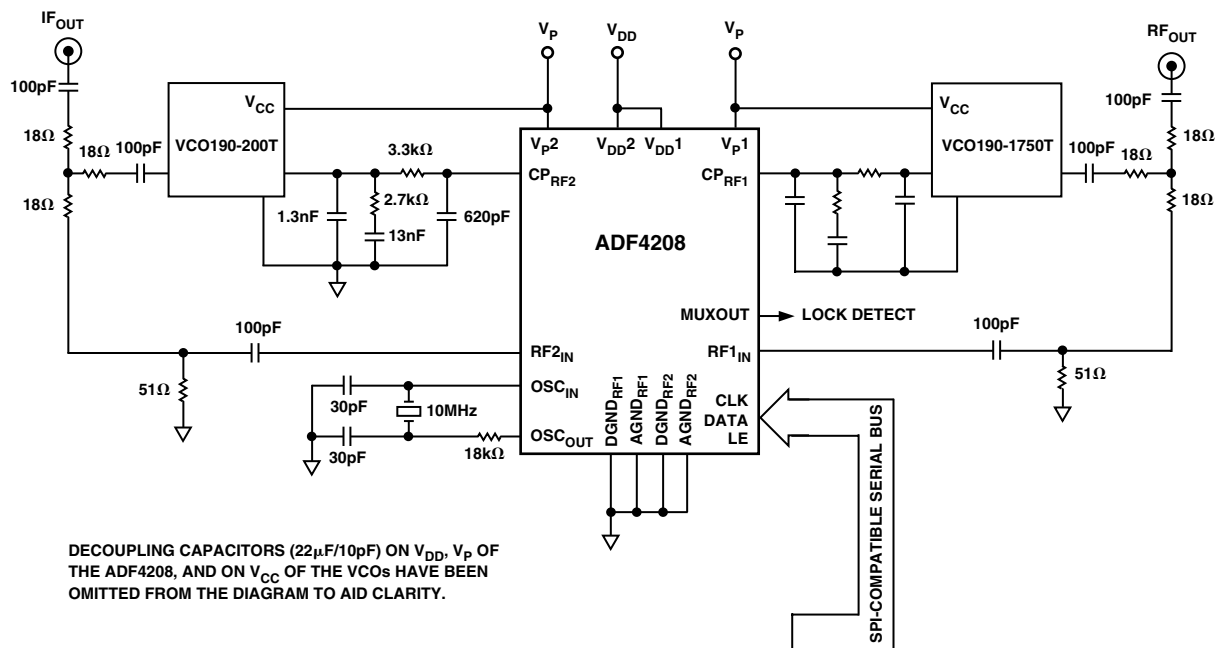 IF_OUT
100pF
18Ω
18Ω
100pF
18Ω
V_CC
VCO190-200T
3.3kΩ
1.3nF
2.7kΩ
13nF
620pF
V_P
V_DD
V_P
V_P2
V_DD2
V_DD1
V_P1
CP_RF2
CP_RF1
ADF4208
MUXOUT
LOCK DETECT
RF2_IN
RF1_IN
OSC_IN
OSC_OUT
DGND_RF1
AGND_RF1
DGND_RF2
AGND_RF2
CLK
DATA
LE
V_CC
VCO190-1750T
RF_OUT
100pF
18Ω
100pF
18Ω
18Ω
100pF
51Ω
100pF
51Ω
30pF
10MHz
30pF
18kΩ
SPI-COMPATIBLE SERIAL BUS
DECOUPLING CAPACITORS (22μF/10pF) ON V_DD, V_P OF
THE ADF4208, AND ON V_CC OF THE VCOs HAVE BEEN
OMITTED FROM THE DIAGRAM TO AID CLARITY.